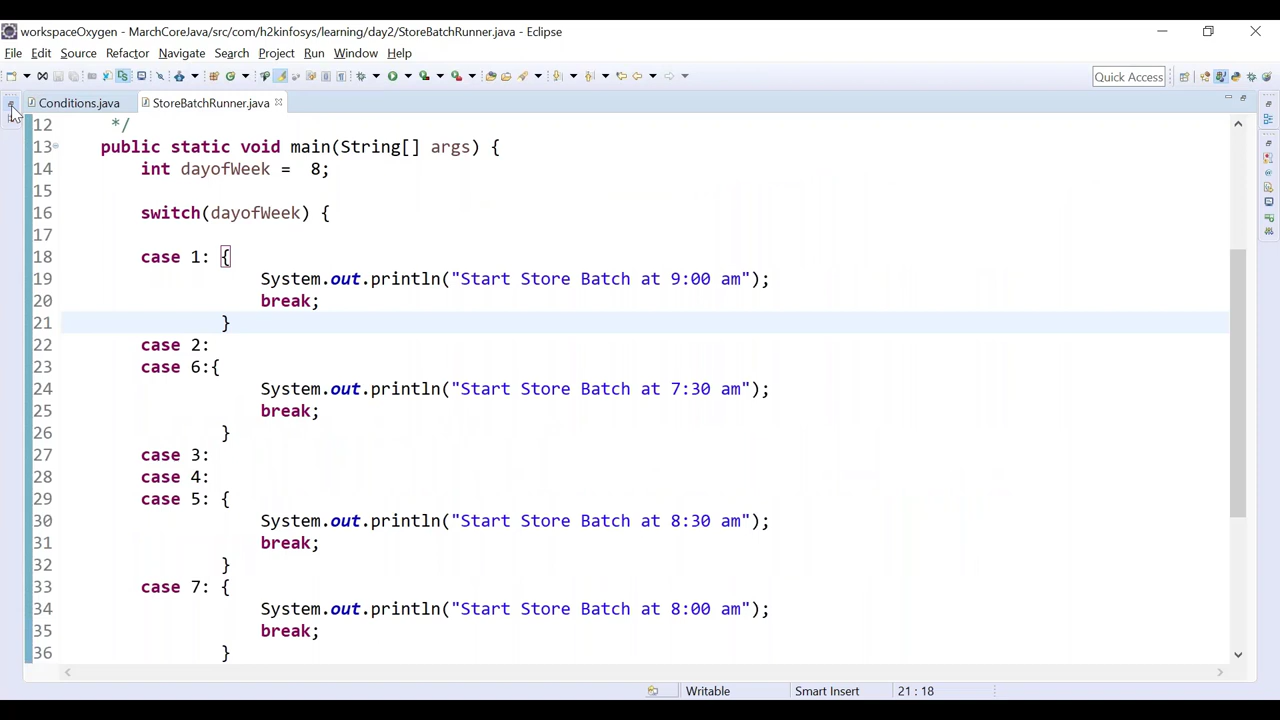 workspaceOxygen - MarchCoreJava/src/com/h2kinfosys/learning/day2/StoreBatchRunner.java - Eclipse
File Edit Source Refactor Navigate Search Project Run Window Help
Quick Access
Conditions.java StoreBatchRunner.java
12 */
13 public static void main(String[] args) {
14 int dayofWeek =  8;
15
16 switch(dayofWeek) {
17
18 case 1: {
19 System.out.println("Start Store Batch at 9:00 am");
20 break;
21 }
22 case 2:
23 case 6:{
24 System.out.println("Start Store Batch at 7:30 am");
25 break;
26 }
27 case 3:
28 case 4:
29 case 5: {
30 System.out.println("Start Store Batch at 8:30 am");
31 break;
32 }
33 case 7: {
34 System.out.println("Start Store Batch at 8:00 am");
35 break;
36 }
Writable Smart Insert 21 : 18